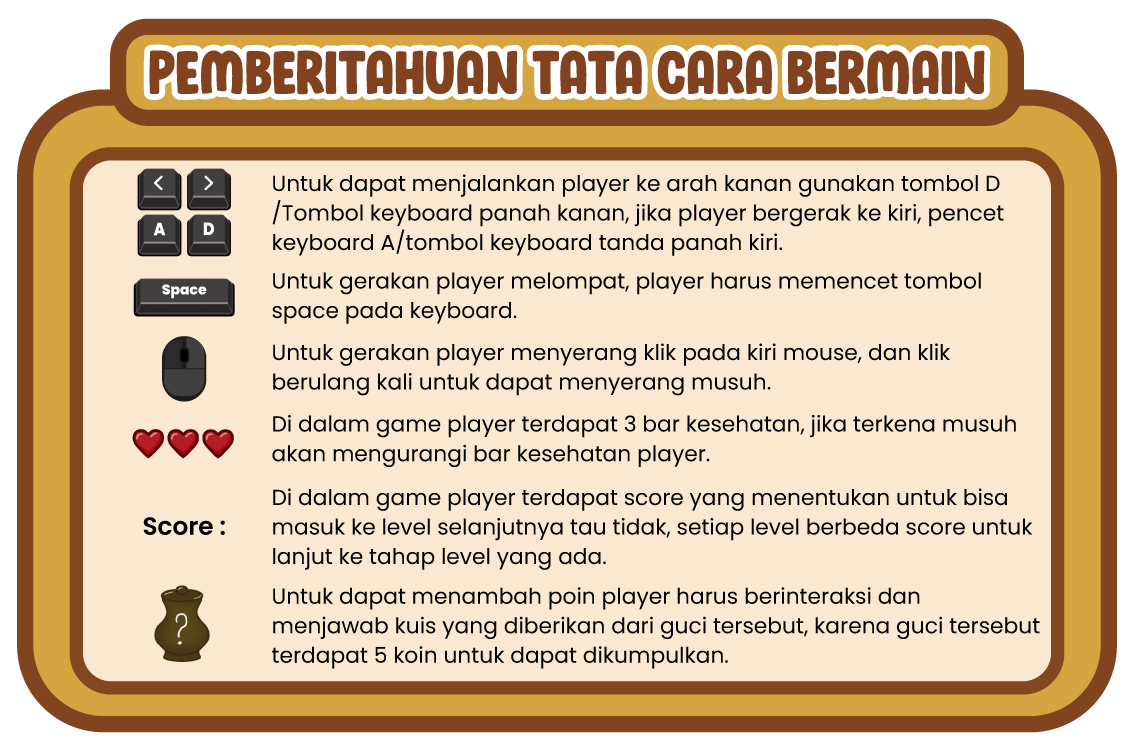 PEMBERITAHUAN TATA CARA BERMAIN
< >
A D
Untuk dapat menjalankan player ke arah kanan gunakan tombol D
/Tombol keyboard panah kanan, jika player bergerak ke kiri, pencet
keyboard A/tombol keyboard tanda panah kiri.
Space
Untuk gerakan player melompat, player harus memencet tombol
space pada keyboard.
Untuk gerakan player menyerang klik pada kiri mouse, dan klik
berulang kali untuk dapat menyerang musuh.
Di dalam game player terdapat 3 bar kesehatan, jika terkena musuh
akan mengurangi bar kesehatan player.
Score :
Di dalam game player terdapat score yang menentukan untuk bisa
masuk ke level selanjutnya tau tidak, setiap level berbeda score untuk
lanjut ke tahap level yang ada.
?
Untuk dapat menambah poin player harus berinteraksi dan
menjawab kuis yang diberikan dari guci tersebut, karena guci tersebut
terdapat 5 koin untuk dapat dikumpulkan.